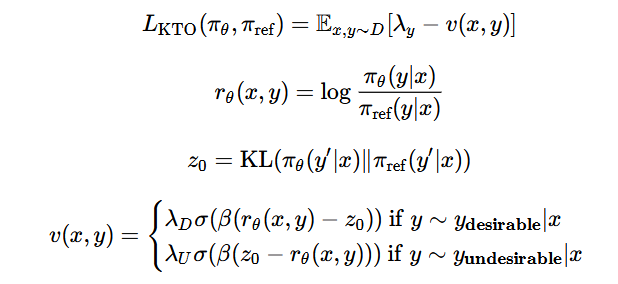 L_KTO(π_θ, π_ref) = 𝔼_{x,y∼D}[λ_y − v(x, y)]
r_θ(x, y) = log π_θ(y|x) / π_ref(y|x)
z_0 = KL(π_θ(y′|x)‖π_ref(y′|x))
v(x, y) = { λ_D σ(β(r_θ(x, y) − z_0)) if y ∼ y_desirable|x
λ_U σ(β(z_0 − r_θ(x, y))) if y ∼ y_undesirable|x